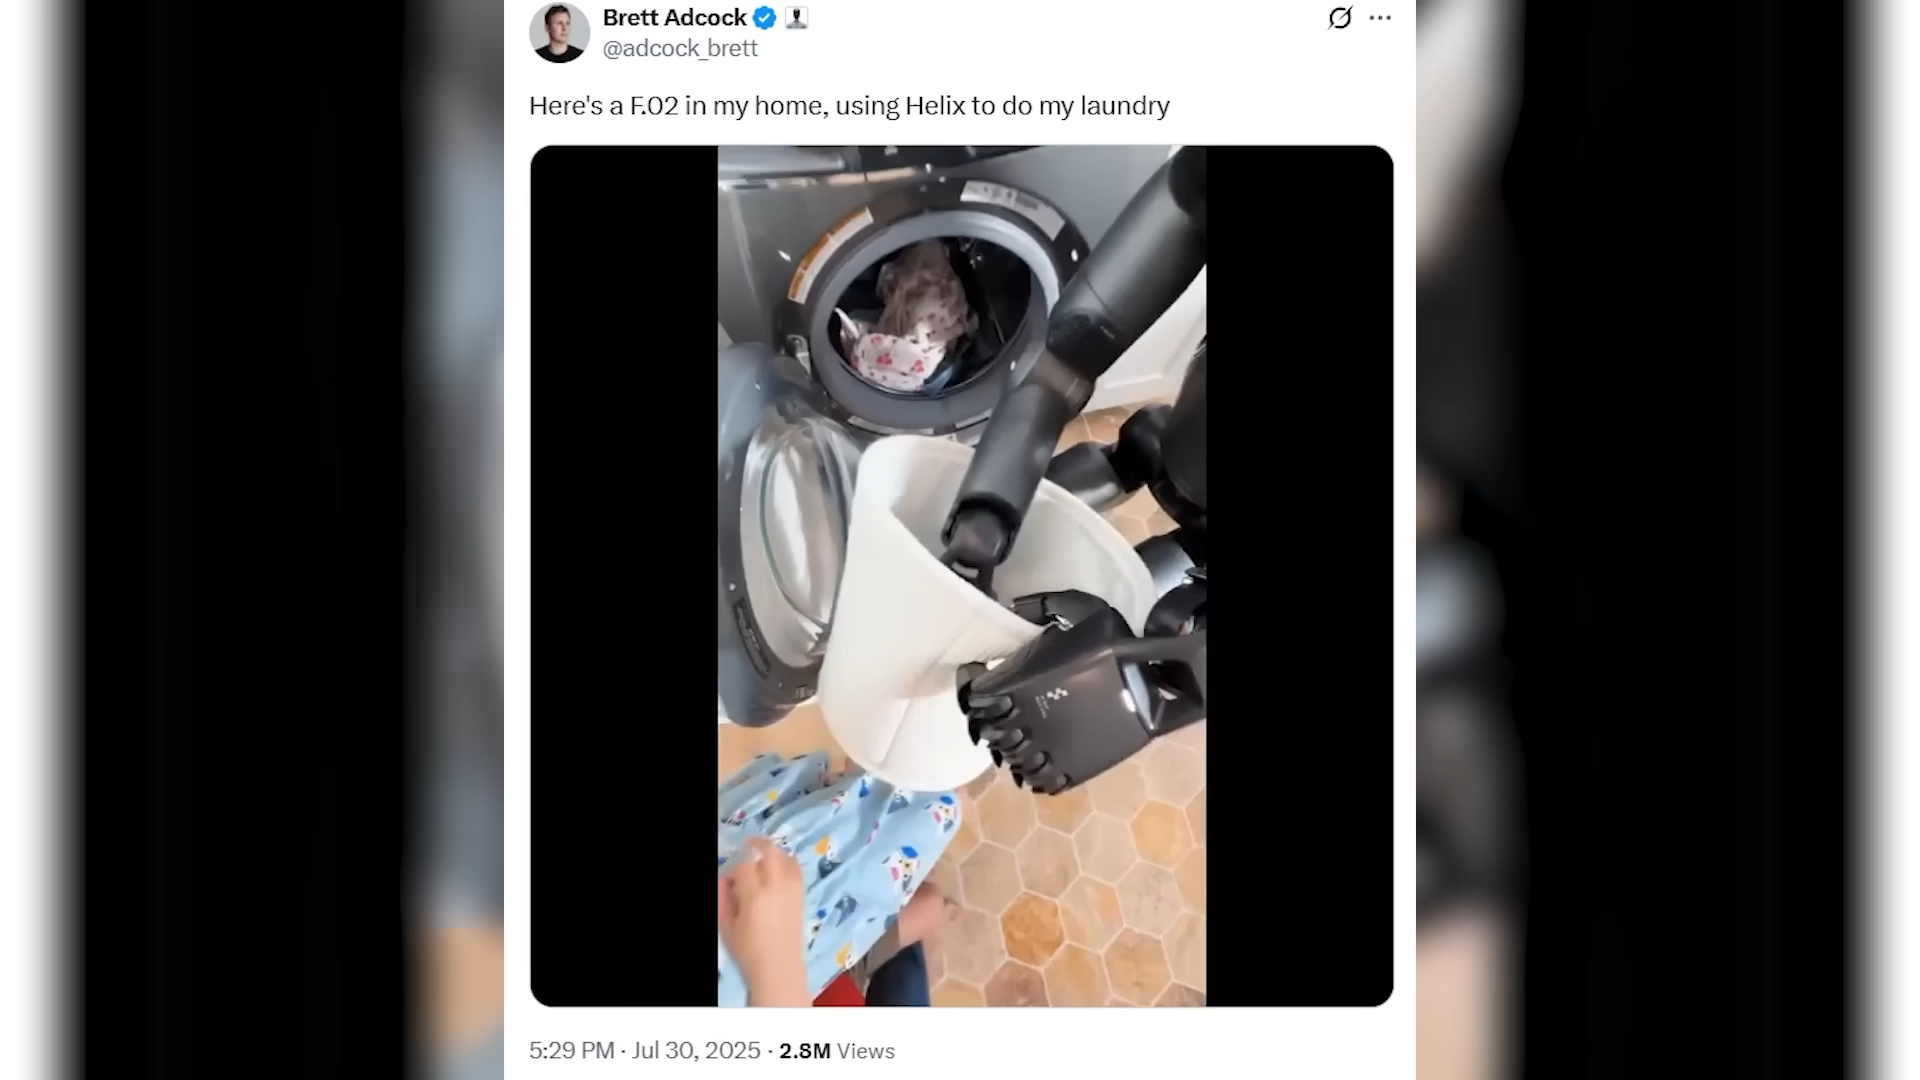 Brett Adcock
@adcock_brett
Here's a F.02 in my home, using Helix to do my laundry
5:29 PM · Jul 30, 2025 · 2.8M Views